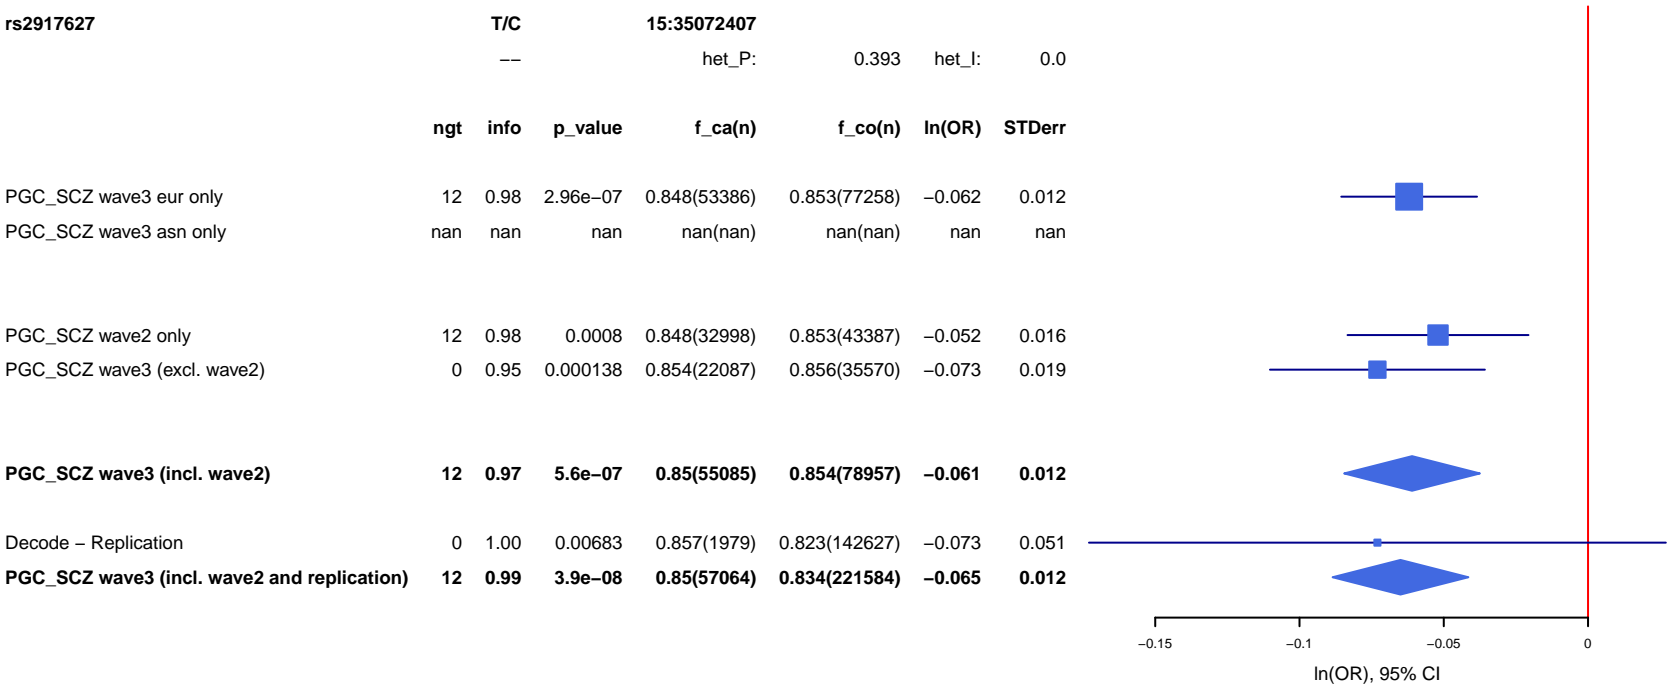 rs2917627 T/C 15:35072407
−− het_P: 0.393 het_I: 0.0
ngt info p_value f_ca(n) f_co(n) ln(OR) STDerr
PGC_SCZ wave3 eur only 12 0.98 2.96e−07 0.848(53386) 0.853(77258) −0.062 0.012
PGC_SCZ wave3 asn only nan nan nan nan(nan) nan(nan) nan nan
PGC_SCZ wave2 only 12 0.98 0.0008 0.848(32998) 0.853(43387) −0.052 0.016
PGC_SCZ wave3 (excl. wave2) 0 0.95 0.000138 0.854(22087) 0.856(35570) −0.073 0.019
PGC_SCZ wave3 (incl. wave2) 12 0.97 5.6e−07 0.85(55085) 0.854(78957) −0.061 0.012
Decode − Replication 0 1.00 0.00683 0.857(1979) 0.823(142627) −0.073 0.051
PGC_SCZ wave3 (incl. wave2 and replication) 12 0.99 3.9e−08 0.85(57064) 0.834(221584) −0.065 0.012
−0.15 −0.1 −0.05 0
ln(OR), 95% CI